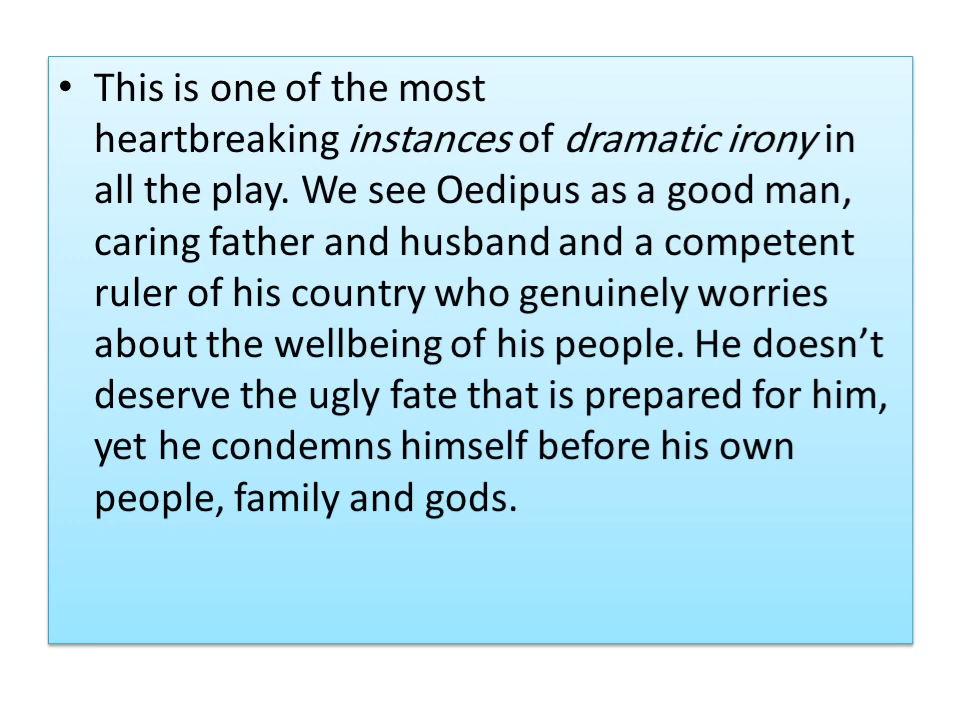 • This is one of the most
heartbreaking instances of dramatic irony in
all the play. We see Oedipus as a good man,
caring father and husband and a competent
ruler of his country who genuinely worries
about the wellbeing of his people. He doesn’t
deserve the ugly fate that is prepared for him,
yet he condemns himself before his own
people, family and gods.